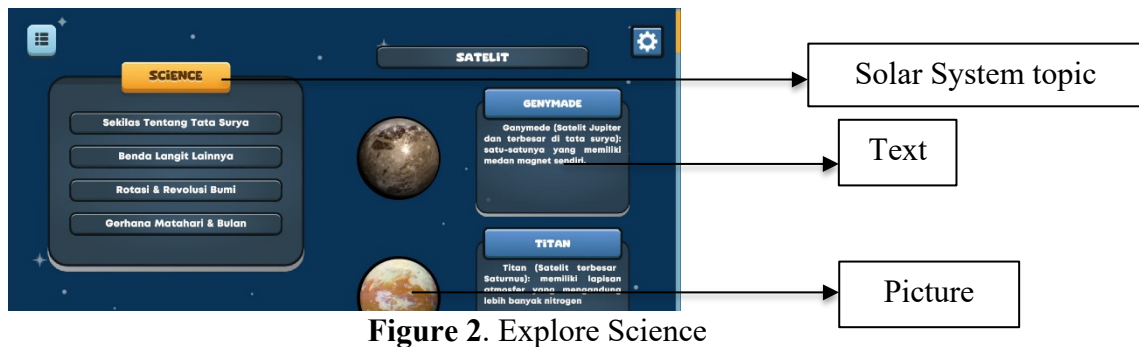 SCIENCE
Sekilas Tentang Tata Surya
Benda Langit Lainnya
Rotasi & Revolusi Bumi
Gerhana Matahari & Bulan
SATELIT
GENYMADE
Ganymede (Satelit Jupiter
dan terbesar di tata surya):
satu-satunya yang memiliki
medan magnet sendiri.
TITAN
Titan (Satelit terbesar
Saturnus): memiliki lapisan
atmosfer yang mengandung
lebih banyak nitrogen
Solar System topic
Text
Picture
Figure 2. Explore Science